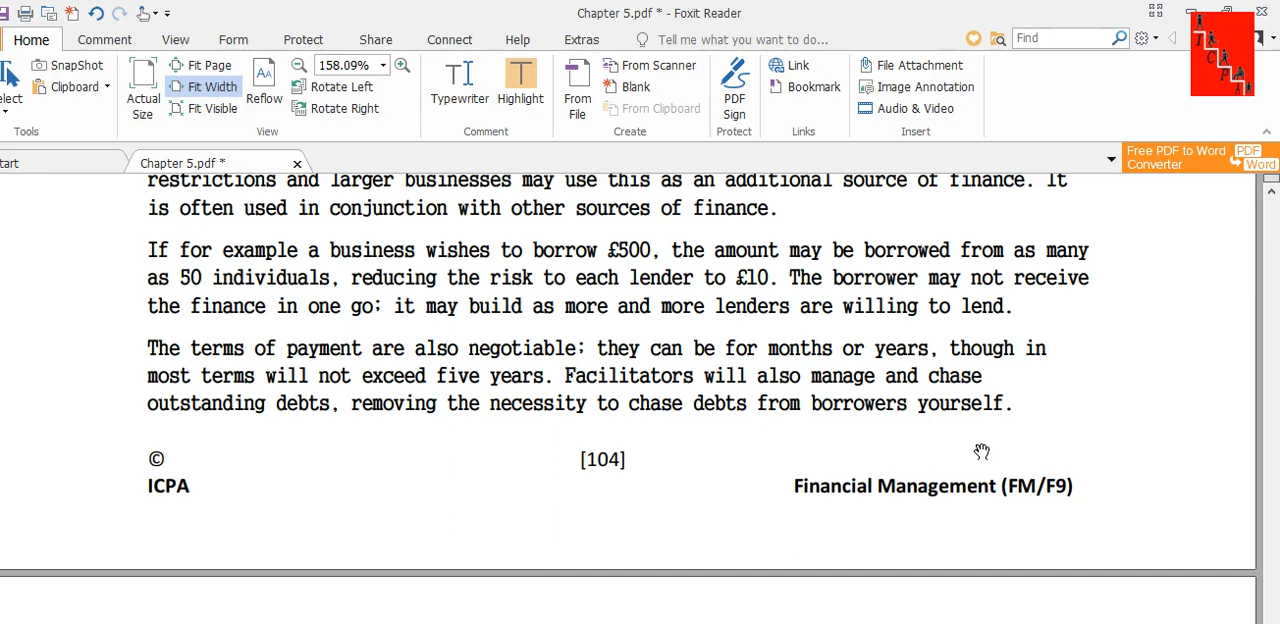 Chapter 5.pdf * - Foxit Reader
Home Comment View Form Protect Share Connect Help Extras Tell me what you want to do... Find
SnapShot Fit Page 158.09% From Scanner Link File Attachment
Clipboard Fit Width Rotate Left Blank Bookmark Image Annotation
Actual Size Reflow Fit Visible Rotate Right Typewriter Highlight From File From Clipboard PDF Sign Audio & Video
Tools View Comment Create Protect Links Insert
I C P A
Chapter 5.pdf *
Free PDF to Word Converter PDF Word
restrictions and larger businesses may use this as an additional source of finance. It
is often used in conjunction with other sources of finance.
If for example a business wishes to borrow £500, the amount may be borrowed from as many
as 50 individuals, reducing the risk to each lender to £10. The borrower may not receive
the finance in one go; it may build as more and more lenders are willing to lend.
The terms of payment are also negotiable; they can be for months or years, though in
most terms will not exceed five years. Facilitators will also manage and chase
outstanding debts, removing the necessity to chase debts from borrowers yourself.
© [104]
ICPA Financial Management (FM/F9)